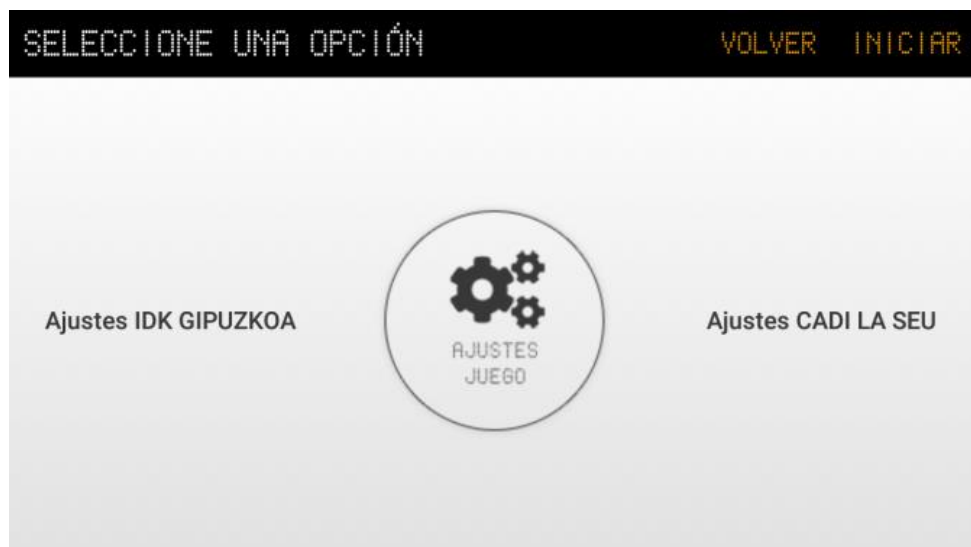 SELECCIONE UNA OPCIÓN
VOLVER INICIAR
Ajustes IDK GIPUZKOA
AJUSTES
JUEGO
Ajustes CADI LA SEU